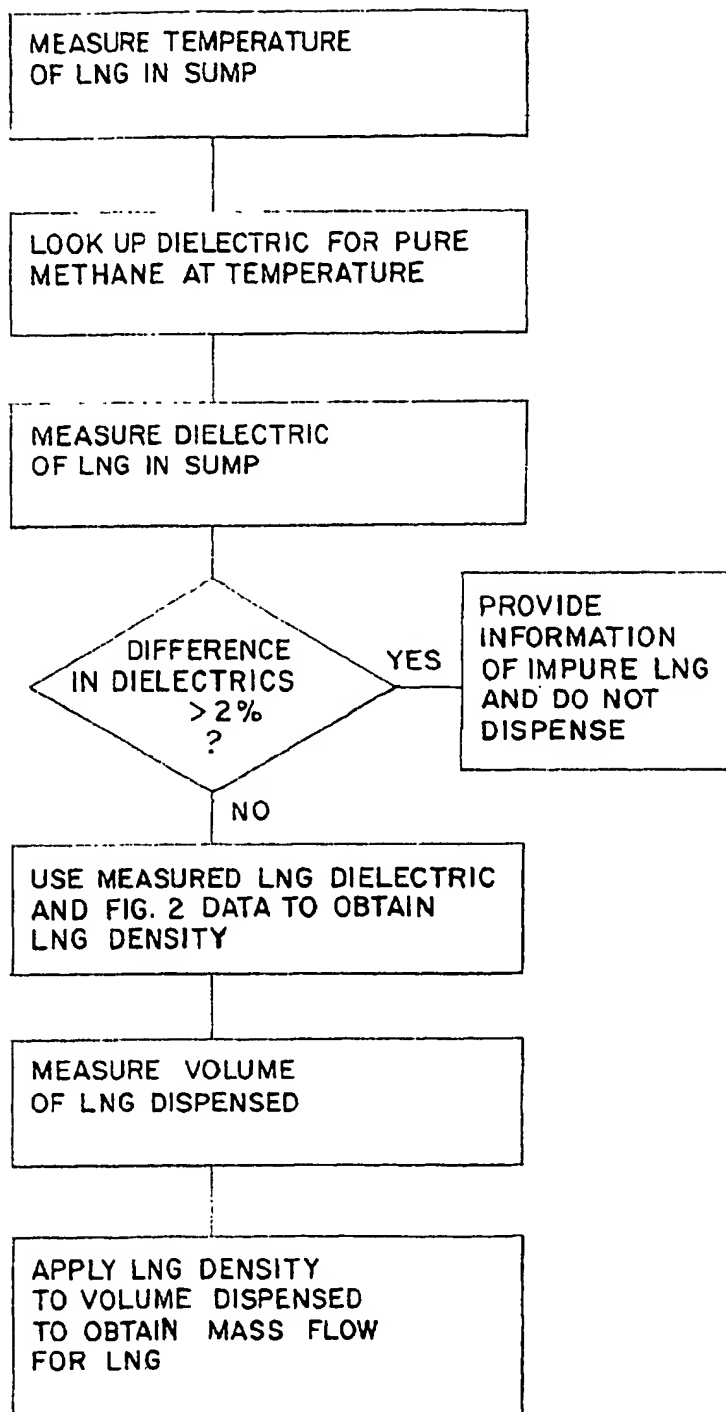 MEASURE TEMPERATURE
OF LNG IN SUMP
LOOK UP DIELECTRIC FOR PURE
METHANE AT TEMPERATURE
MEASURE DIELECTRIC
OF LNG IN SUMP
DIFFERENCE
IN DIELECTRICS
>2%
?
YES
PROVIDE
INFORMATION
OF IMPURE LNG
AND DO NOT
DISPENSE
NO
USE MEASURED LNG DIELECTRIC
AND FIG. 2 DATA TO OBTAIN
LNG DENSITY
MEASURE VOLUME
OF LNG DISPENSED
APPLY LNG DENSITY
TO VOLUME DISPENSED
TO OBTAIN MASS FLOW
FOR LNG